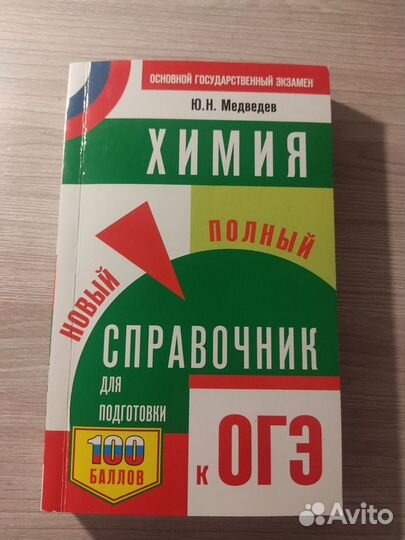 ОСНОВНОЙ ГОСУДАРСТВЕННЫЙ ЭКЗАМЕН
Ю.Н. Медведев
ХИМИЯ
НОВЫЙ
ПОЛНЫЙ
СПРАВОЧНИК
ДЛЯ
ПОДГОТОВКИ
100
БАЛЛОВ
К ОГЭ
Avito